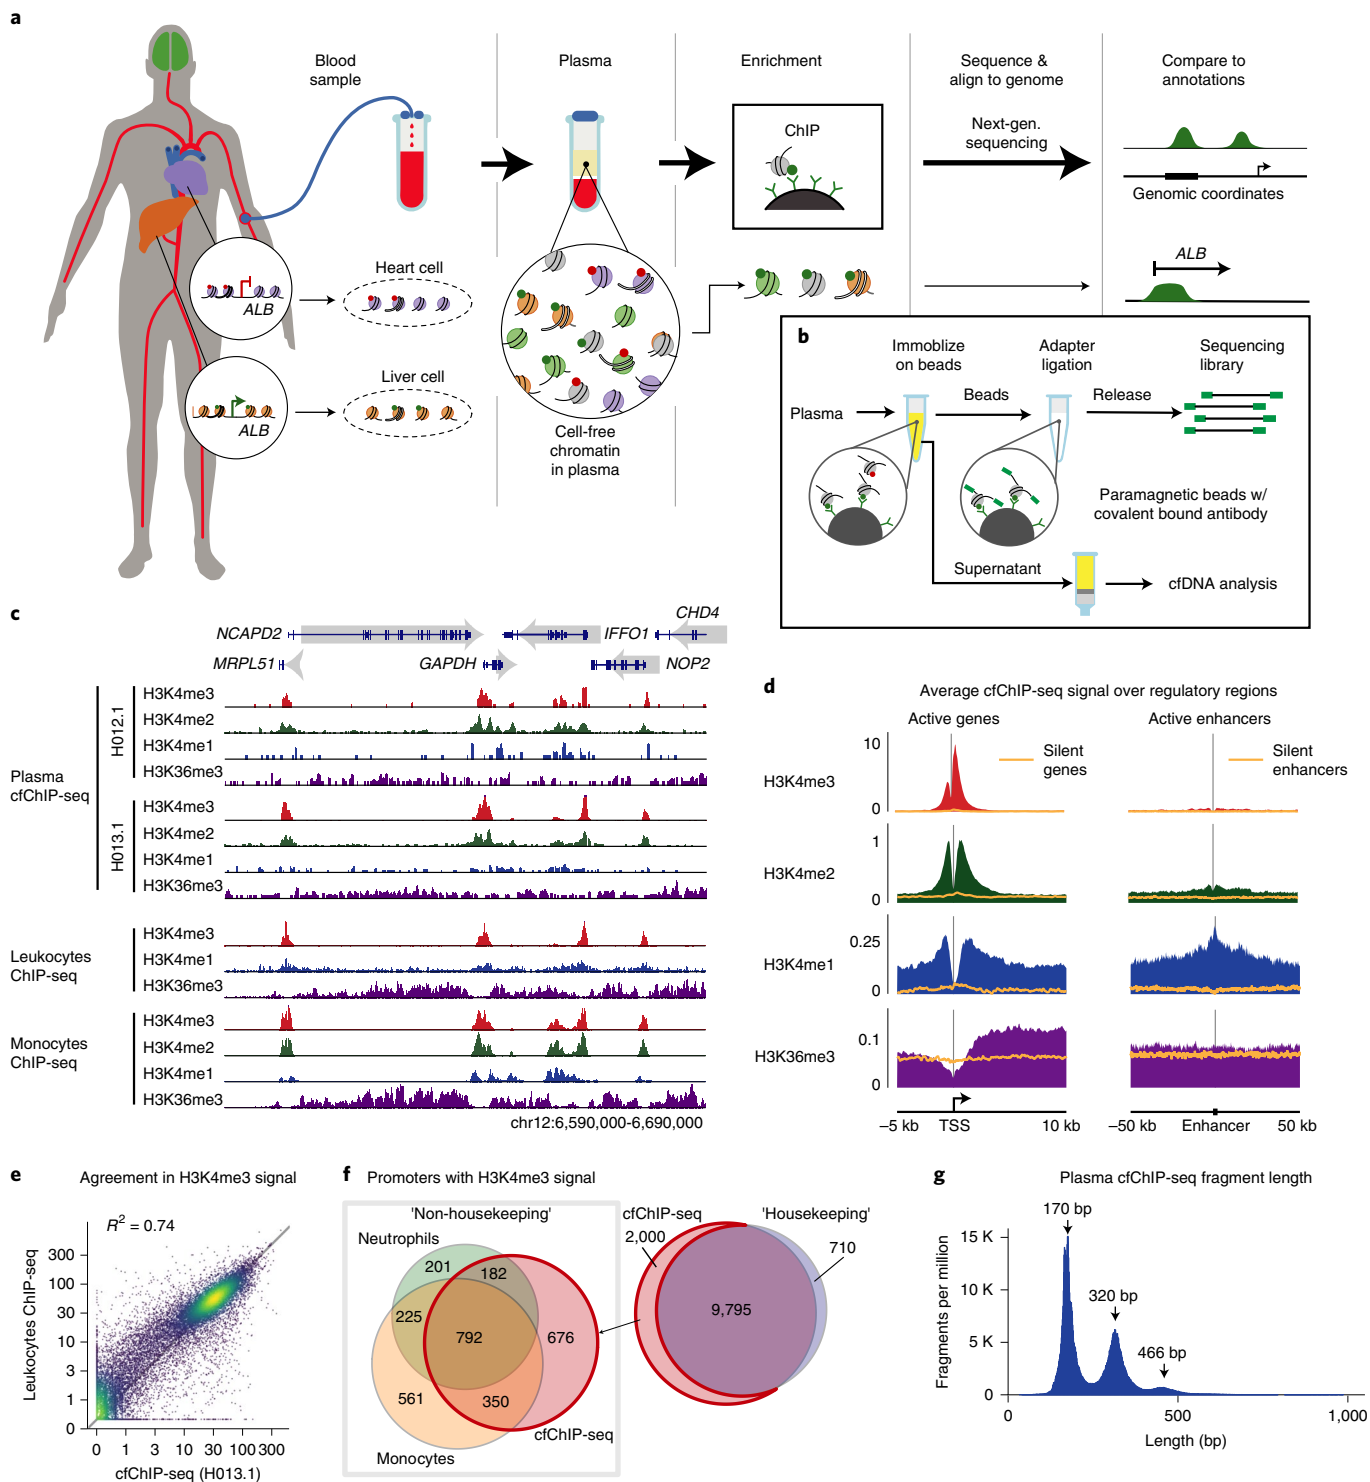 a
Blood
sample
Plasma
Enrichment
Sequence &
align to genome
Compare to
annotations
ChIP
Next-gen.
sequencing
Genomic coordinates
ALB
Heart cell
ALB
Liver cell
ALB
Cell-free
chromatin
in plasma
b
Immoblize
on beads
Adapter
ligation
Sequencing
library
Plasma
Beads
Release
Paramagnetic beads w/
covalent bound antibody
Supernatant
cfDNA analysis
c
CHD4
NCAPD2
IFFO1
MRPL51
GAPDH
NOP2
Plasma
cfChIP-seq
H012.1
H3K4me3
H3K4me2
H3K4me1
H3K36me3
H013.1
H3K4me3
H3K4me2
H3K4me1
H3K36me3
Leukocytes
ChIP-seq
H3K4me3
H3K4me1
H3K36me3
Monocytes
ChIP-seq
H3K4me3
H3K4me2
H3K4me1
H3K36me3
chr12:6,590,000-6,690,000
d
Average cfChIP-seq signal over regulatory regions
Active genes
Active enhancers
Silent
genes
Silent
enhancers
H3K4me3
10
0
H3K4me2
1
0
H3K4me1
0.25
0
H3K36me3
0.1
0
–5 kb
TSS
10 kb
–50 kb
Enhancer
50 kb
e
Agreement in H3K4me3 signal
R2 = 0.74
Leukocytes ChIP-seq
300
100
30
10
3
1
0
0 1 3 10 30 100 300
cfChIP-seq (H013.1)
f
Promoters with H3K4me3 signal
'Non-housekeeping'
Neutrophils
201
182
225
792
676
561
350
Monocytes
cfChIP-seq
cfChIP-seq
2,000
'Housekeeping'
710
9,795
g
Plasma cfChIP-seq fragment length
Fragments per million
15 K
10 K
5 K
0
170 bp
320 bp
466 bp
0
500
1,000
Length (bp)